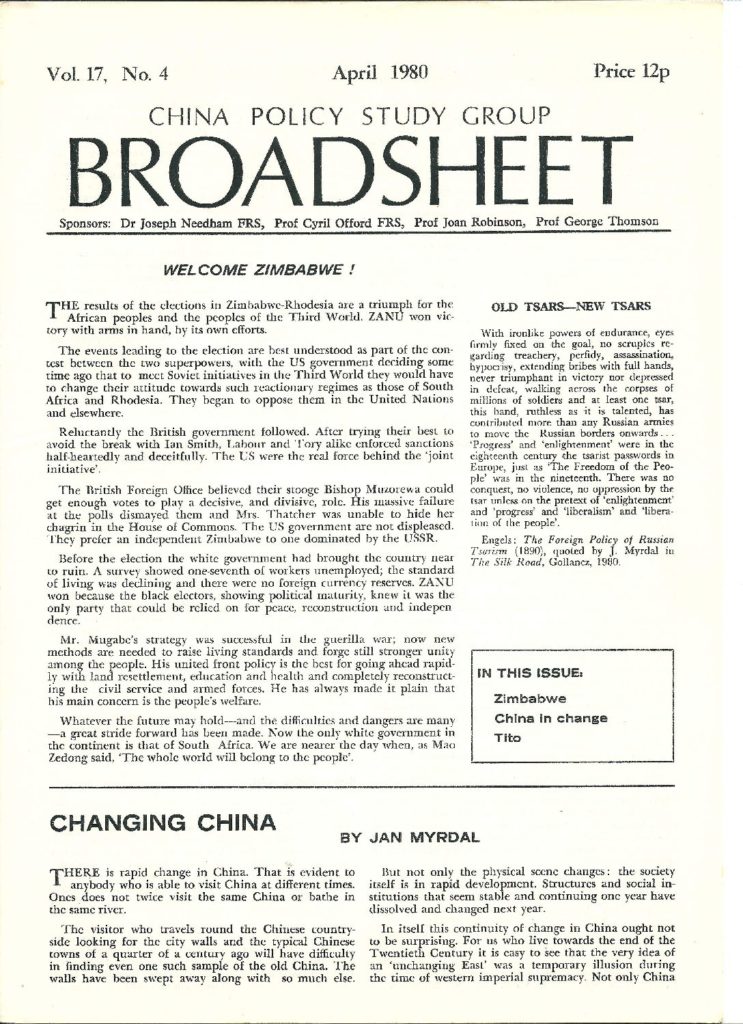 Vol. 17, No. 4 April 1980 Price 12p
CHINA POLICY STUDY GROUP
BROADSHEET
Sponsors: Dr Joseph Needham FRS, Prof Cyril Offord FRS, Prof Joan Robinson, Prof George Thomson
WELCOME ZIMBABWE !
THE results of the elections in Zimbabwe-Rhodesia are a triumph for the
African peoples and the peoples of the Third World. ZANU won vic-
tory with arms in hand, by its own efforts.
The events leading to the election are best understood as part of the con-
test between the two superpowers, with the US government deciding some
time ago that to meet Soviet initiatives in the Third World they would have
to change their attitude towards such reactionary regimes as those of South
Africa and Rhodesia. They began to oppose them in the United Nations
and elsewhere.
Reluctantly the British government followed. After trying their best to
avoid the break with Ian Smith, Labour and Tory alike enforced sanctions
half-heartedly and deceitfully. The US were the real force behind the 'joint
initiative'.
The British Foreign Office believed their stooge Bishop Muzorewa could
get enough votes to play a decisive, and divisive, role. His massive failure
at the polls dismayed them and Mrs. Thatcher was unable to hide her
chagrin in the House of Commons. The US government are not displeased.
They prefer an independent Zimbabwe to one dominated by the USSR.
Before the election the white government had brought the country near
to ruin. A survey showed one-seventh of workers unemployed; the standard
of living was declining and there were no foreign currency reserves. ZANU
won because the black electors, showing political maturity, knew it was the
only party that could be relied on for peace, reconstruction and indepen
dence.
Mr. Mugabe's strategy was successful in the guerilla war; now new
methods are needed to raise living standards and forge still stronger unity
among the people. His united front policy is the best for going ahead rapid-
ly with land resettlement, education and health and completely reconstruct-
ing the civil service and armed forces. He has always made it plain that
his main concern is the people's welfare.
Whatever the future may hold—and the difficulties and dangers are many
—a great stride forward has been made. Now the only white government in
the continent is that of South Africa. We are nearer the day when, as Mao
Zedong said, 'The whole world will belong to the people'.
OLD TSARS—NEW TSARS
With ironlike powers of endurance, eyes
firmly fixed on the goal, no scruples re-
garding treachery, perfidy, assassination,
hypocrisy, extending bribes with full hands,
never triumphant in victory nor depressed
in defeat, walking across the corpses of
millions of soldiers and at least one tsar,
this hand, ruthless as it is talented, has
contributed more than any Russian armies
to move the Russian borders onwards . . .
'Progress' and 'enlightenment' were in the
eighteenth century the tsarist passwords in
Europe, just as 'The Freedom of the Peo-
ple' was in the nineteenth. There was no
conquest, no violence, no oppression by the
tsar unless on the pretext of 'enlightenment'
and 'progress' and 'liberalism' and 'libera-
tion of the people'.
Engels: The Foreign Policy of Russian
Tsarism (1890), quoted by J. Myrdal in
The Silk Road, Gollancz, 1980.
IN THIS ISSUE:
Zimbabwe
China in change
Tito
CHANGING CHINA
BY JAN MYRDAL
THERE is rapid change in China. That is evident to
anybody who is able to visit China at different times.
Ones does not twice visit the same China or bathe in
the same river.
The visitor who travels round the Chinese country-
side looking for the city walls and the typical Chinese
towns of a quarter of a century ago will have difficulty
in finding even one such sample of the old China. The
walls have been swept away along with so much else.
But not only the physical scene changes: the society
itself is in rapid development. Structures and social in-
stitutions that seem stable and continuing one year have
dissolved and changed next year.
In itself this continuity of change in China ought not
to be surprising. For us who live towards the end of the
Twentieth Century it is easy to see that the very idea of
an 'unchanging East' was a temporary illusion during
the time of western imperial supremacy. Not only China